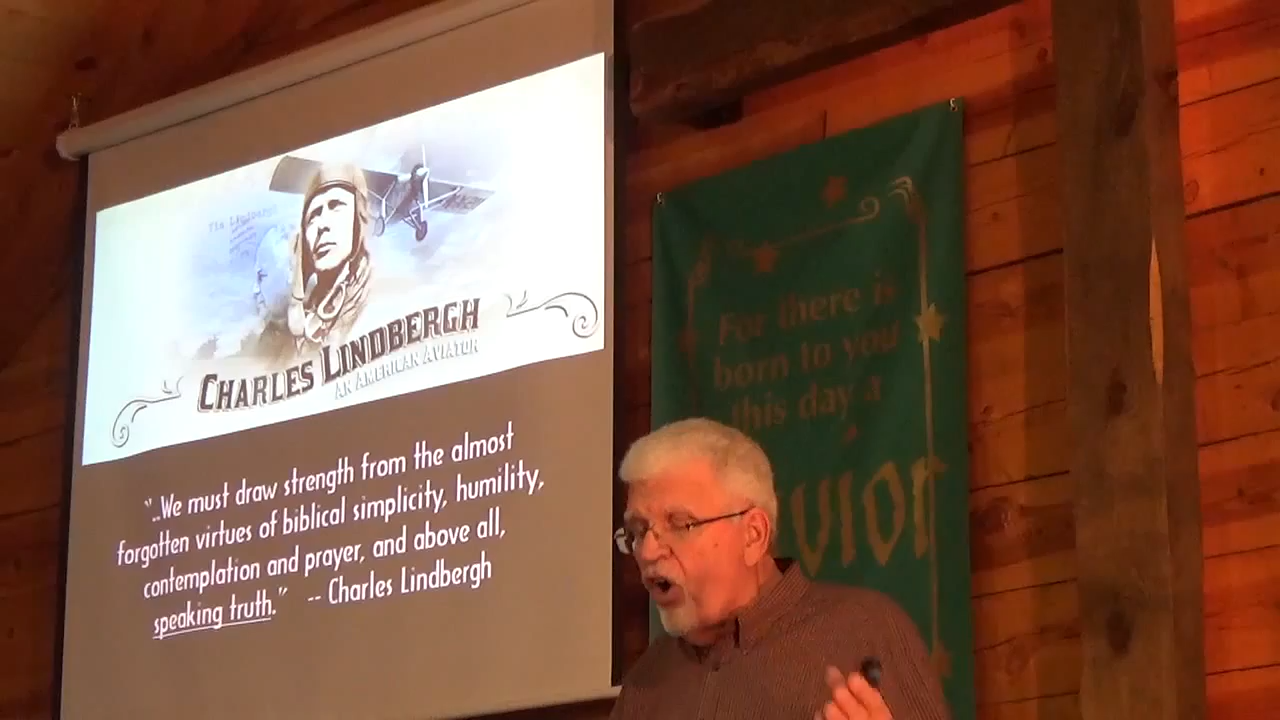 CHARLES LINDBERGH
AN AMERICAN AVIATOR
“...We must draw strength from the almost
forgotten virtues of biblical simplicity, humility,
contemplation and prayer, and above all,
speaking truth.” -- Charles Lindbergh
For there is
born to you
this day a